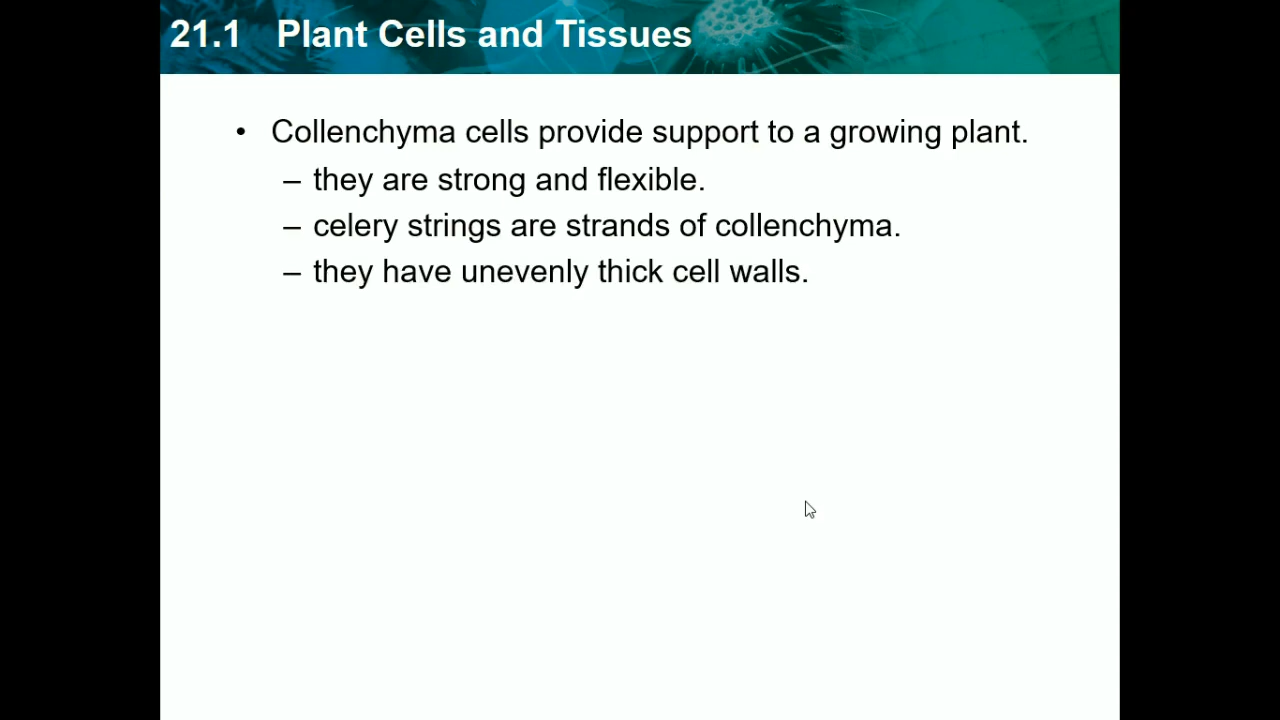 21.1 Plant Cells and Tissues
• Collenchyma cells provide support to a growing plant.
– they are strong and flexible.
– celery strings are strands of collenchyma.
– they have unevenly thick cell walls.